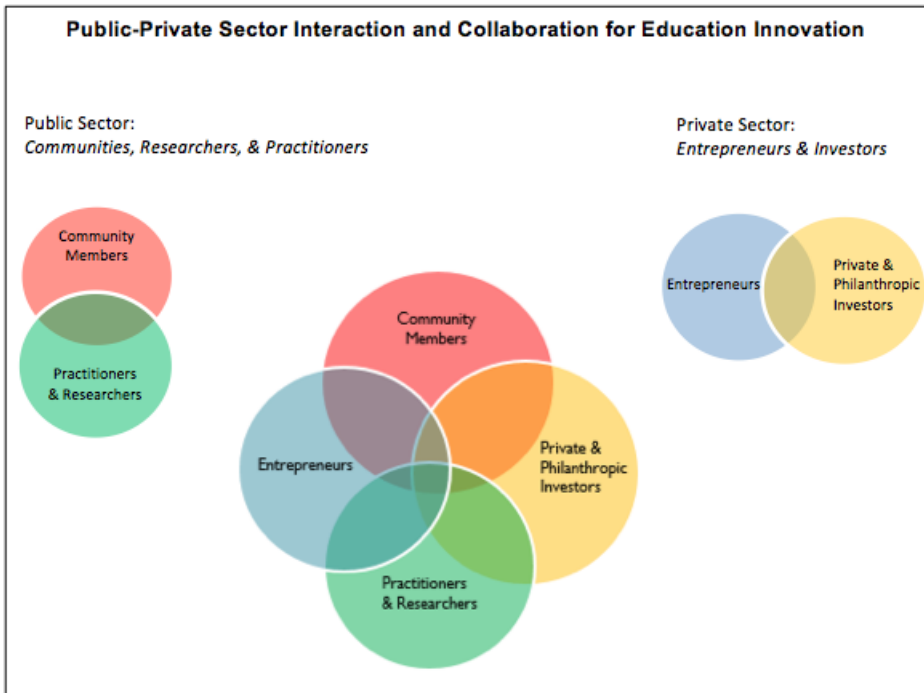 Public-Private Sector Interaction and Collaboration for Education Innovation
Public Sector:
Communities, Researchers, & Practitioners
Private Sector:
Entrepreneurs & Investors
Community
Members
Practitioners
& Researchers
Entrepreneurs
Private &
Philanthropic
Investors
Community
Members
Entrepreneurs
Private &
Philanthropic
Investors
Practitioners
& Researchers